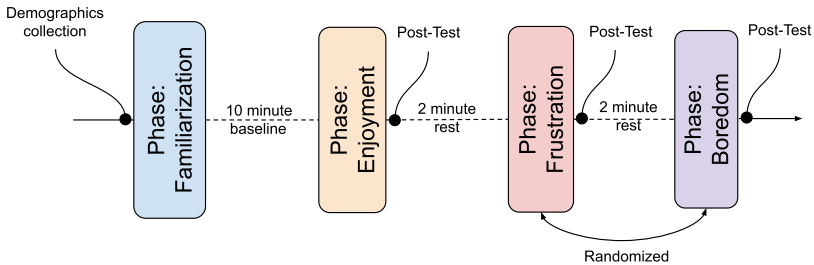 Demographics
collection
Phase:
Familiarization
10 minute
baseline
Phase:
Enjoyment
Post-Test
2 minute
rest
Phase:
Frustration
Post-Test
2 minute
rest
Phase:
Boredom
Post-Test
Randomized